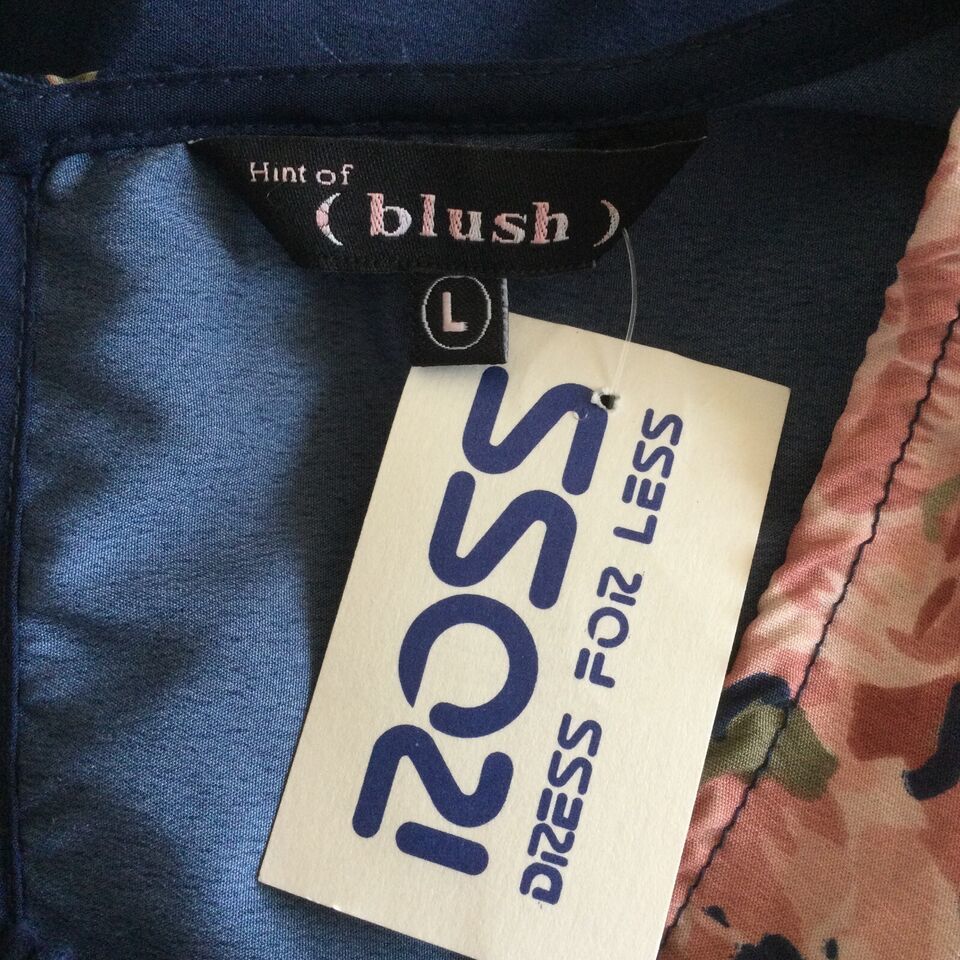 Hint of
( blush )
L
ROSS
DRESS FOR LESS